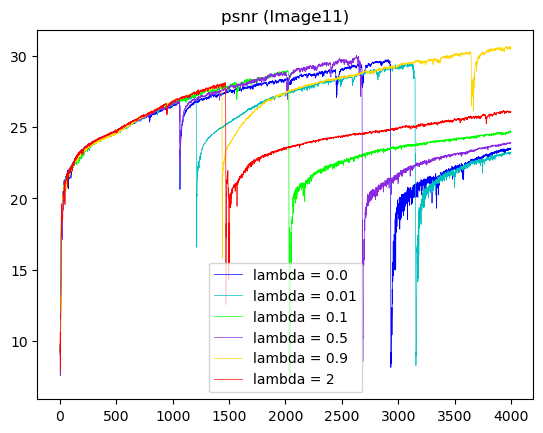 psnr (Image11)
30
25
20
15
10
lambda = 0.0
lambda = 0.01
lambda = 0.1
lambda = 0.5
lambda = 0.9
lambda = 2
0 500 1000 1500 2000 2500 3000 3500 4000